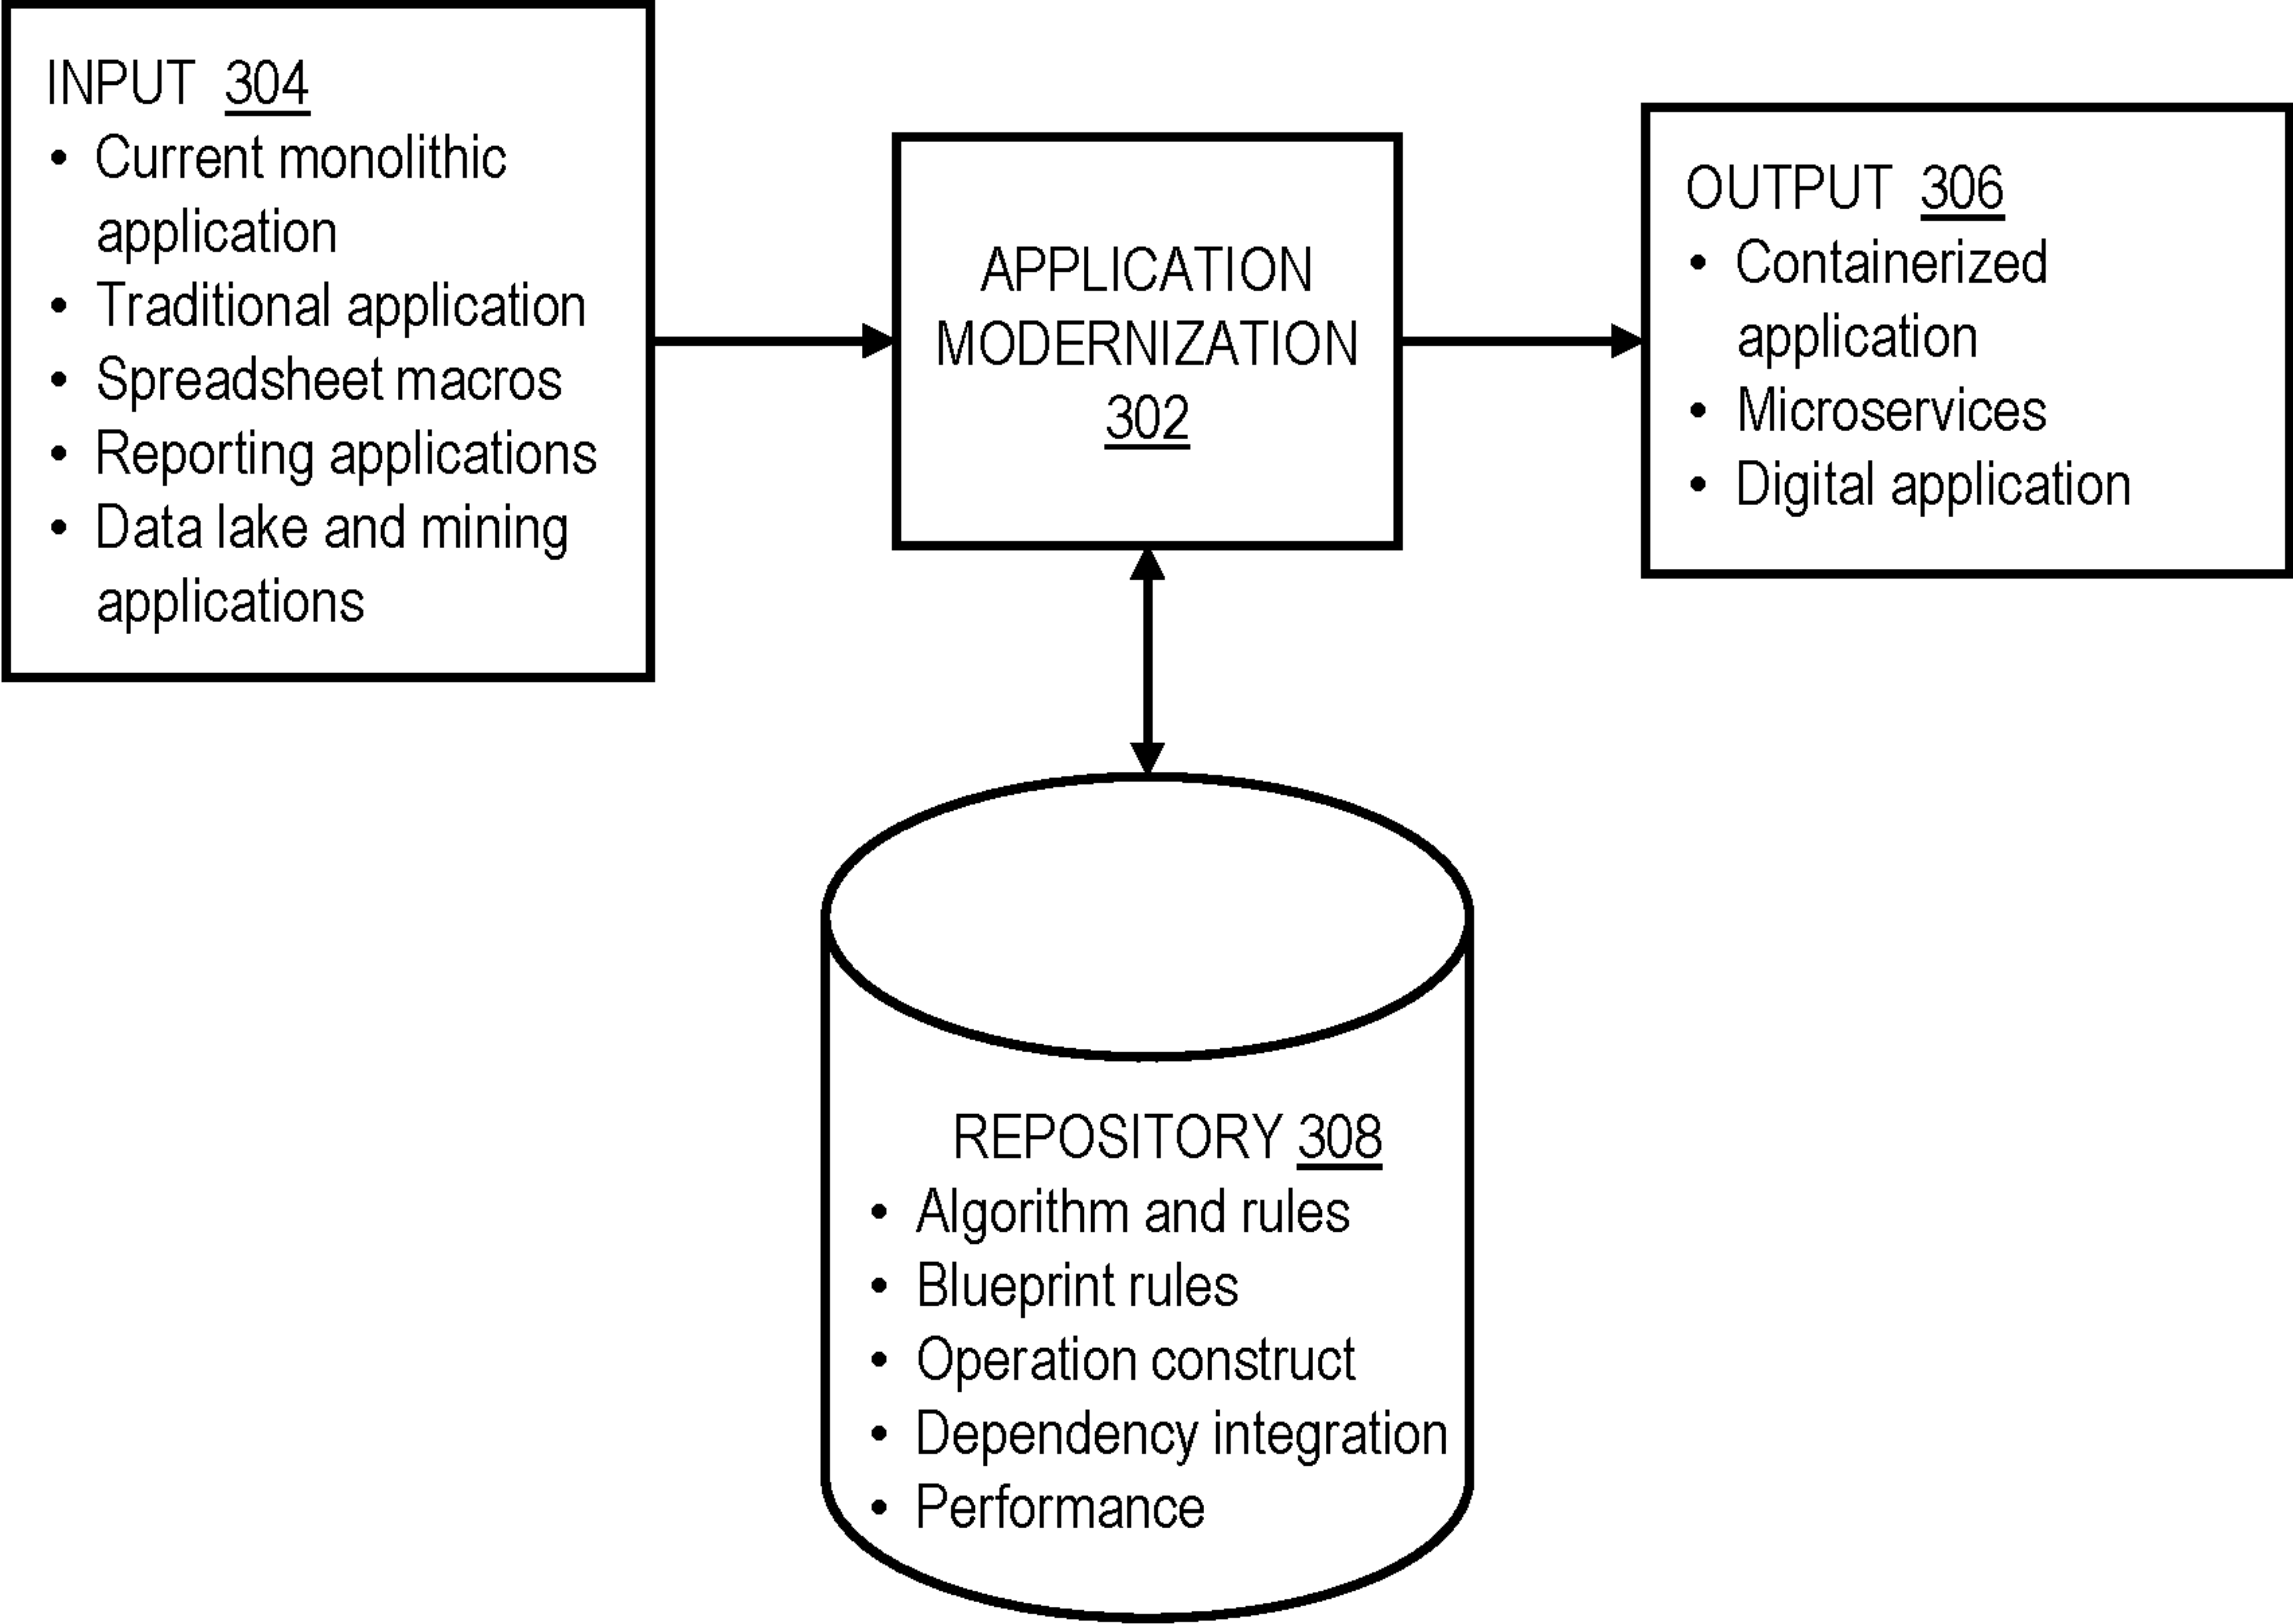 INPUT 304
• Current monolithic
application
• Traditional application
• Spreadsheet macros
• Reporting applications
• Data lake and mining
applications
APPLICATION
MODERNIZATION
302
OUTPUT 306
• Containerized
application
• Microservices
• Digital application
REPOSITORY 308
• Algorithm and rules
• Blueprint rules
• Operation construct
• Dependency integration
• Performance